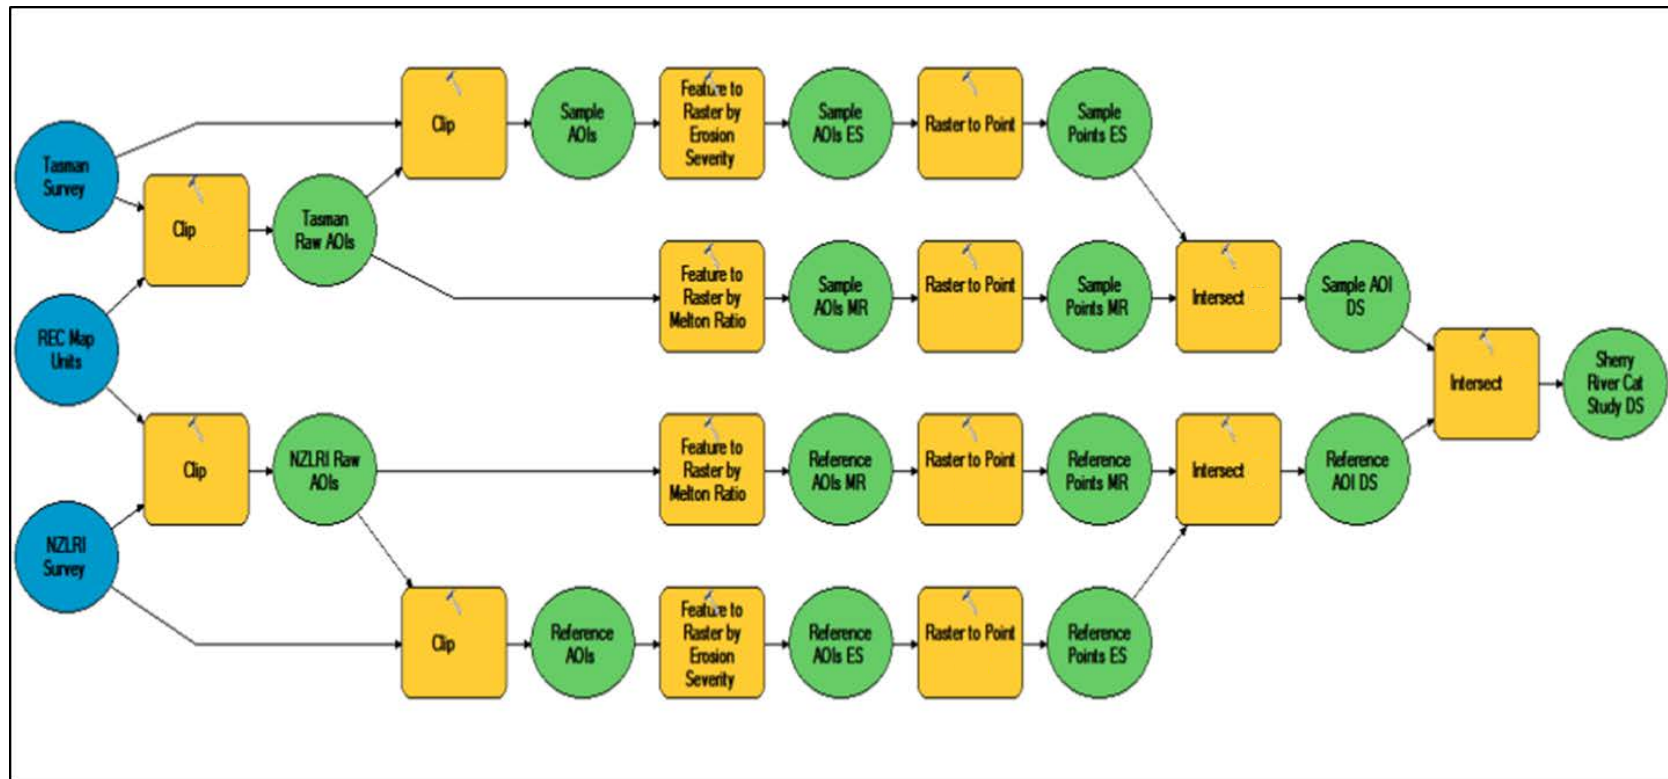 Clip
Sample
AOIs
Feature to
Raster by
Erosion
Severity
Sample
AOIs ES
Raster to Point
Sample
Points ES
Tasman
Survey
Clip
Tasman
Raw AOIs
Feature to
Raster by
Melton Ratio
Sample
AOIs MR
Raster to Point
Sample
Points MR
Intersect
Sample AOI
DS
REC Map
Units
Intersect
Sherry
River Cat
Study DS
Clip
NZLRI Raw
AOIs
Feature to
Raster by
Melton Ratio
Reference
AOIs MR
Raster to Point
Reference
Points MR
Intersect
Reference
AOI DS
NZLRI
Survey
Clip
Reference
AOIs
Feature to
Raster by
Erosion
Severity
Reference
AOIs ES
Raster to Point
Reference
Points ES